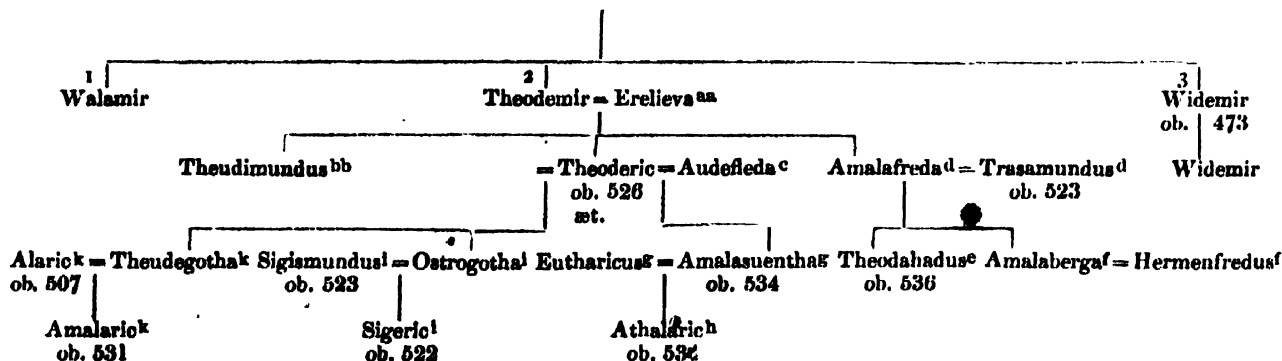 1 2 3
Walamir Theodemir = Erelieva aa Widemir
ob. 473
Theudimundus bb = Theoderic = Audefleda c Amalafreda d = Trasamundus d Widemir
ob. 526 ob. 523
æt.
Alaric k = Theudegotha k Sigismundus i = Ostrogotha i Eutharicus g = Amalasuentha g Theodahadus e Amalaberga f = Hermenfredus f
ob. 507 ob. 523 ob. 534 ob. 536
Amalaric k Sigeric i Athalaric h
ob. 531 ob. 522 ob.